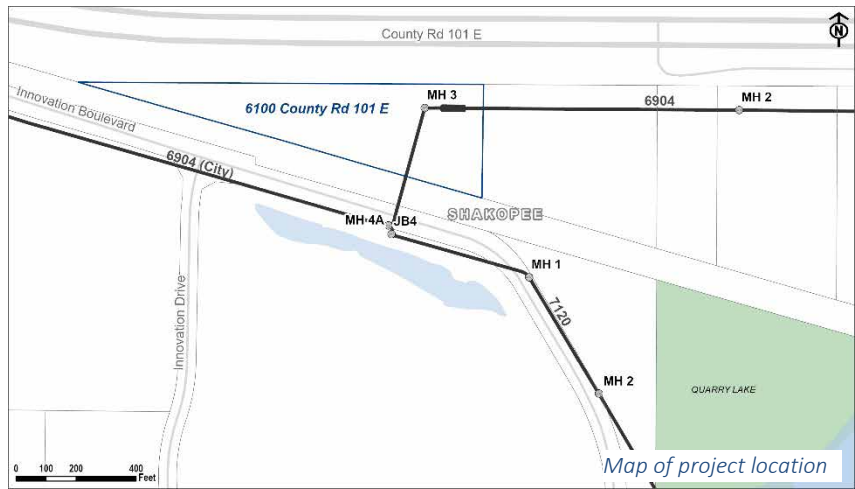 County Rd 101 E
N
Innovation Boulevard
6100 County Rd 101 E
MH 3
6904
MH 2
6904 (City)
SHAKOPEE
MH 4A
JB4
MH 1
Innovation Drive
7120
MH 2
QUARRY LAKE
0 100 200 400
Feet
Map of project location